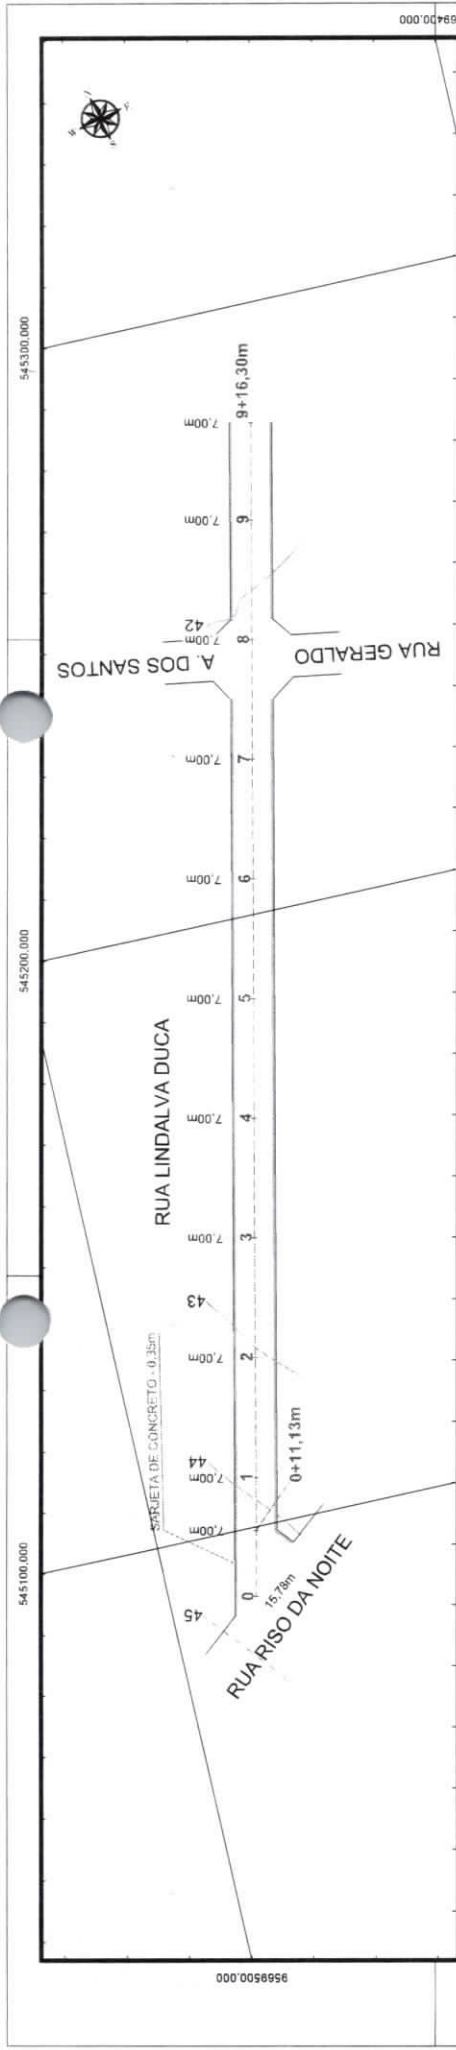 69400.000
545300.000
545200.000
545100.000
9569500.000
RUA LINDALVA DUCA
SARJETA DE CONCRETO - 0,35m
RUA RISO DA NOITE
15,78m
0+11,13m
RUA GERALDO
A. DOS SANTOS
9+16,30m
45
44
43
42
7,00m
7,00m
7,00m
7,00m
7,00m
7,00m
7,00m
7,00m
7,00m
7,00m
7,00m
0
1
2
3
4
5
6
7
8
9